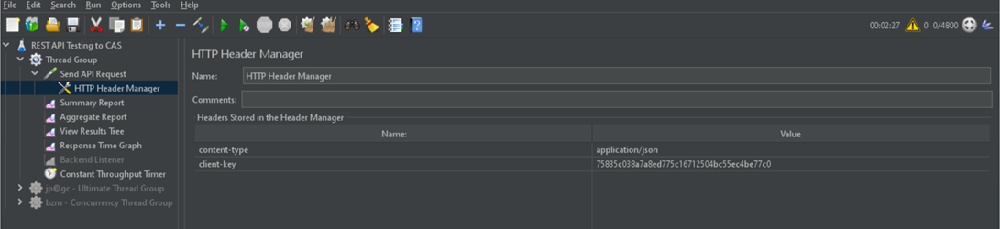 File Edit Search Run Options Tools Help
00:02:27 0 0/4800
REST API Testing to CAS
Thread Group
Send API Request
HTTP Header Manager
Summary Report
Aggregate Report
View Results Tree
Response Time Graph
Backend Listener
Constant Throughput Timer
jp@gc - Ultimate Thread Group
bzm - Concurrency Thread Group
HTTP Header Manager
Name: HTTP Header Manager
Comments:
Headers Stored in the Header Manager
Name: Value
content-type application/json
client-key 75835c038a7a8ed775c16712504bc55ec4be77c0